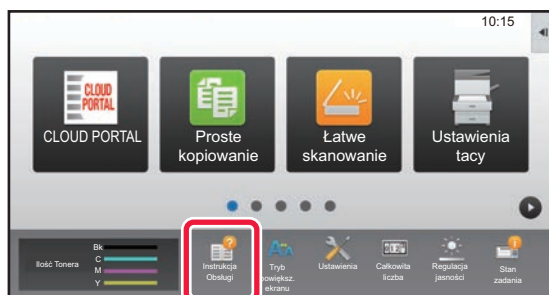 10:15
CLOUD
PORTAL
CLOUD PORTAL
Proste
kopiowanie
Łatwe
skanowanie
Ustawienia
tacy
Ilość Tonera
Bk
C
M
Y
Instrukcja
Obsługi
Tryb
powiększ.
ekranu
Ustawienia
Całkowita
liczba
Regulacja
jasności
Stan
zadania